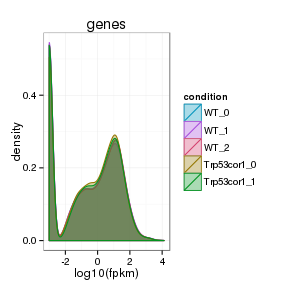 genes
condition
WT_0
WT_1
WT_2
Trp53cor1_0
Trp53cor1_1
density
0.4
0.2
0.0
-2 0 2 4
log10(fpkm)